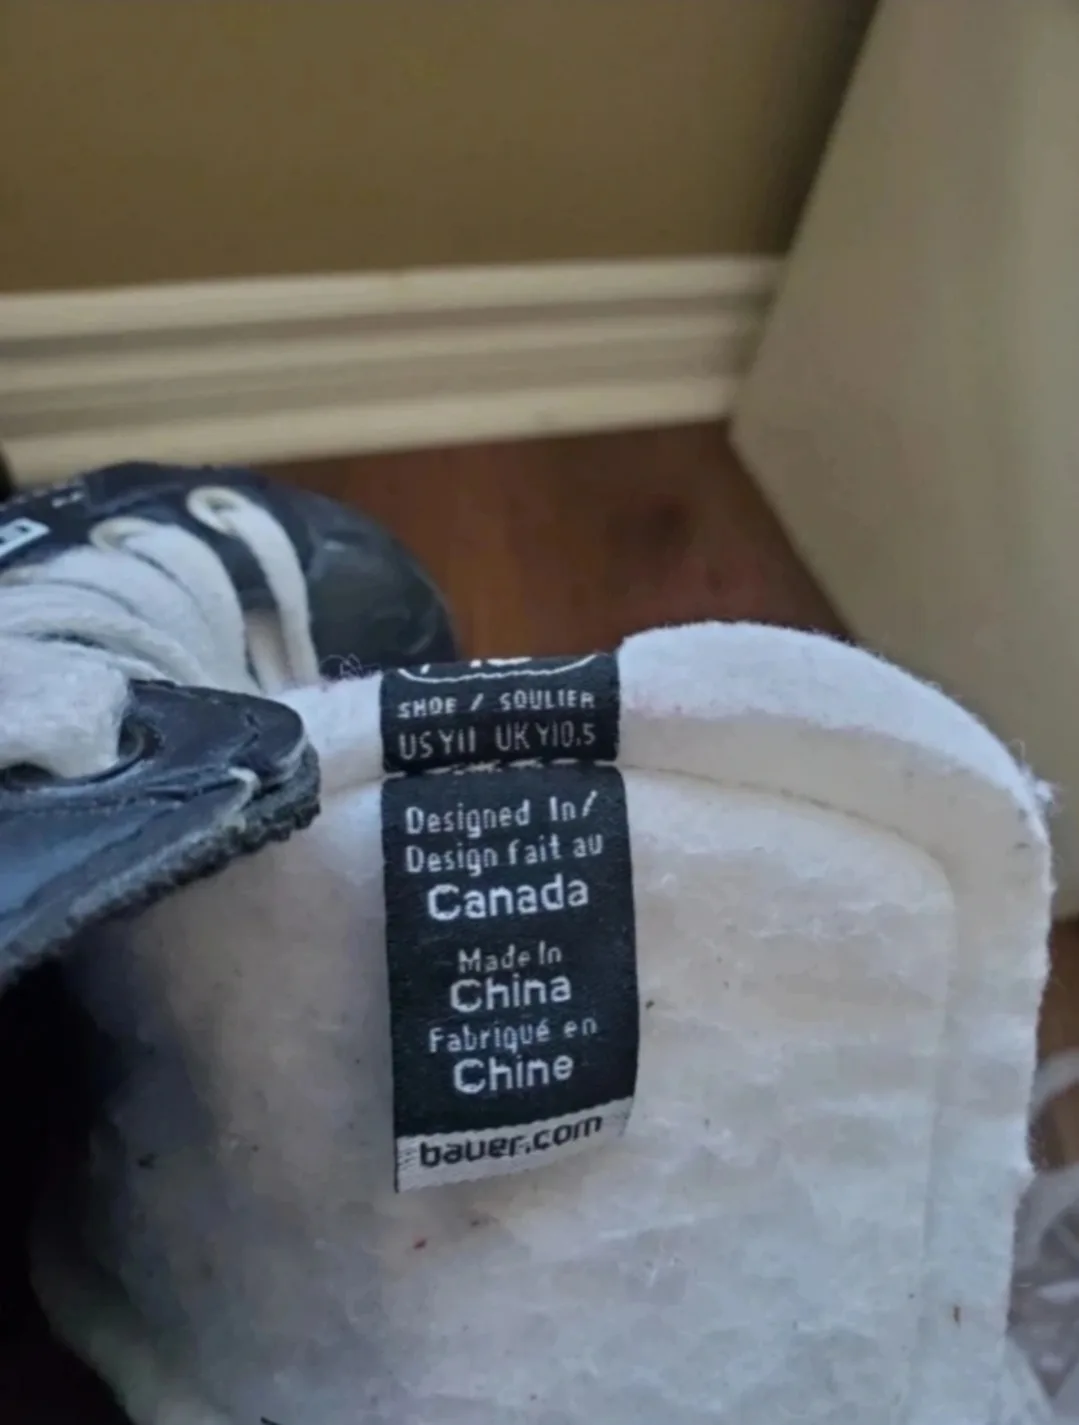 SHOE / SOULIER
US Y11 UK Y10.5
Designed In/
Design fait au
Canada
Made In
China
Fabriqué en
Chine
bauer.com